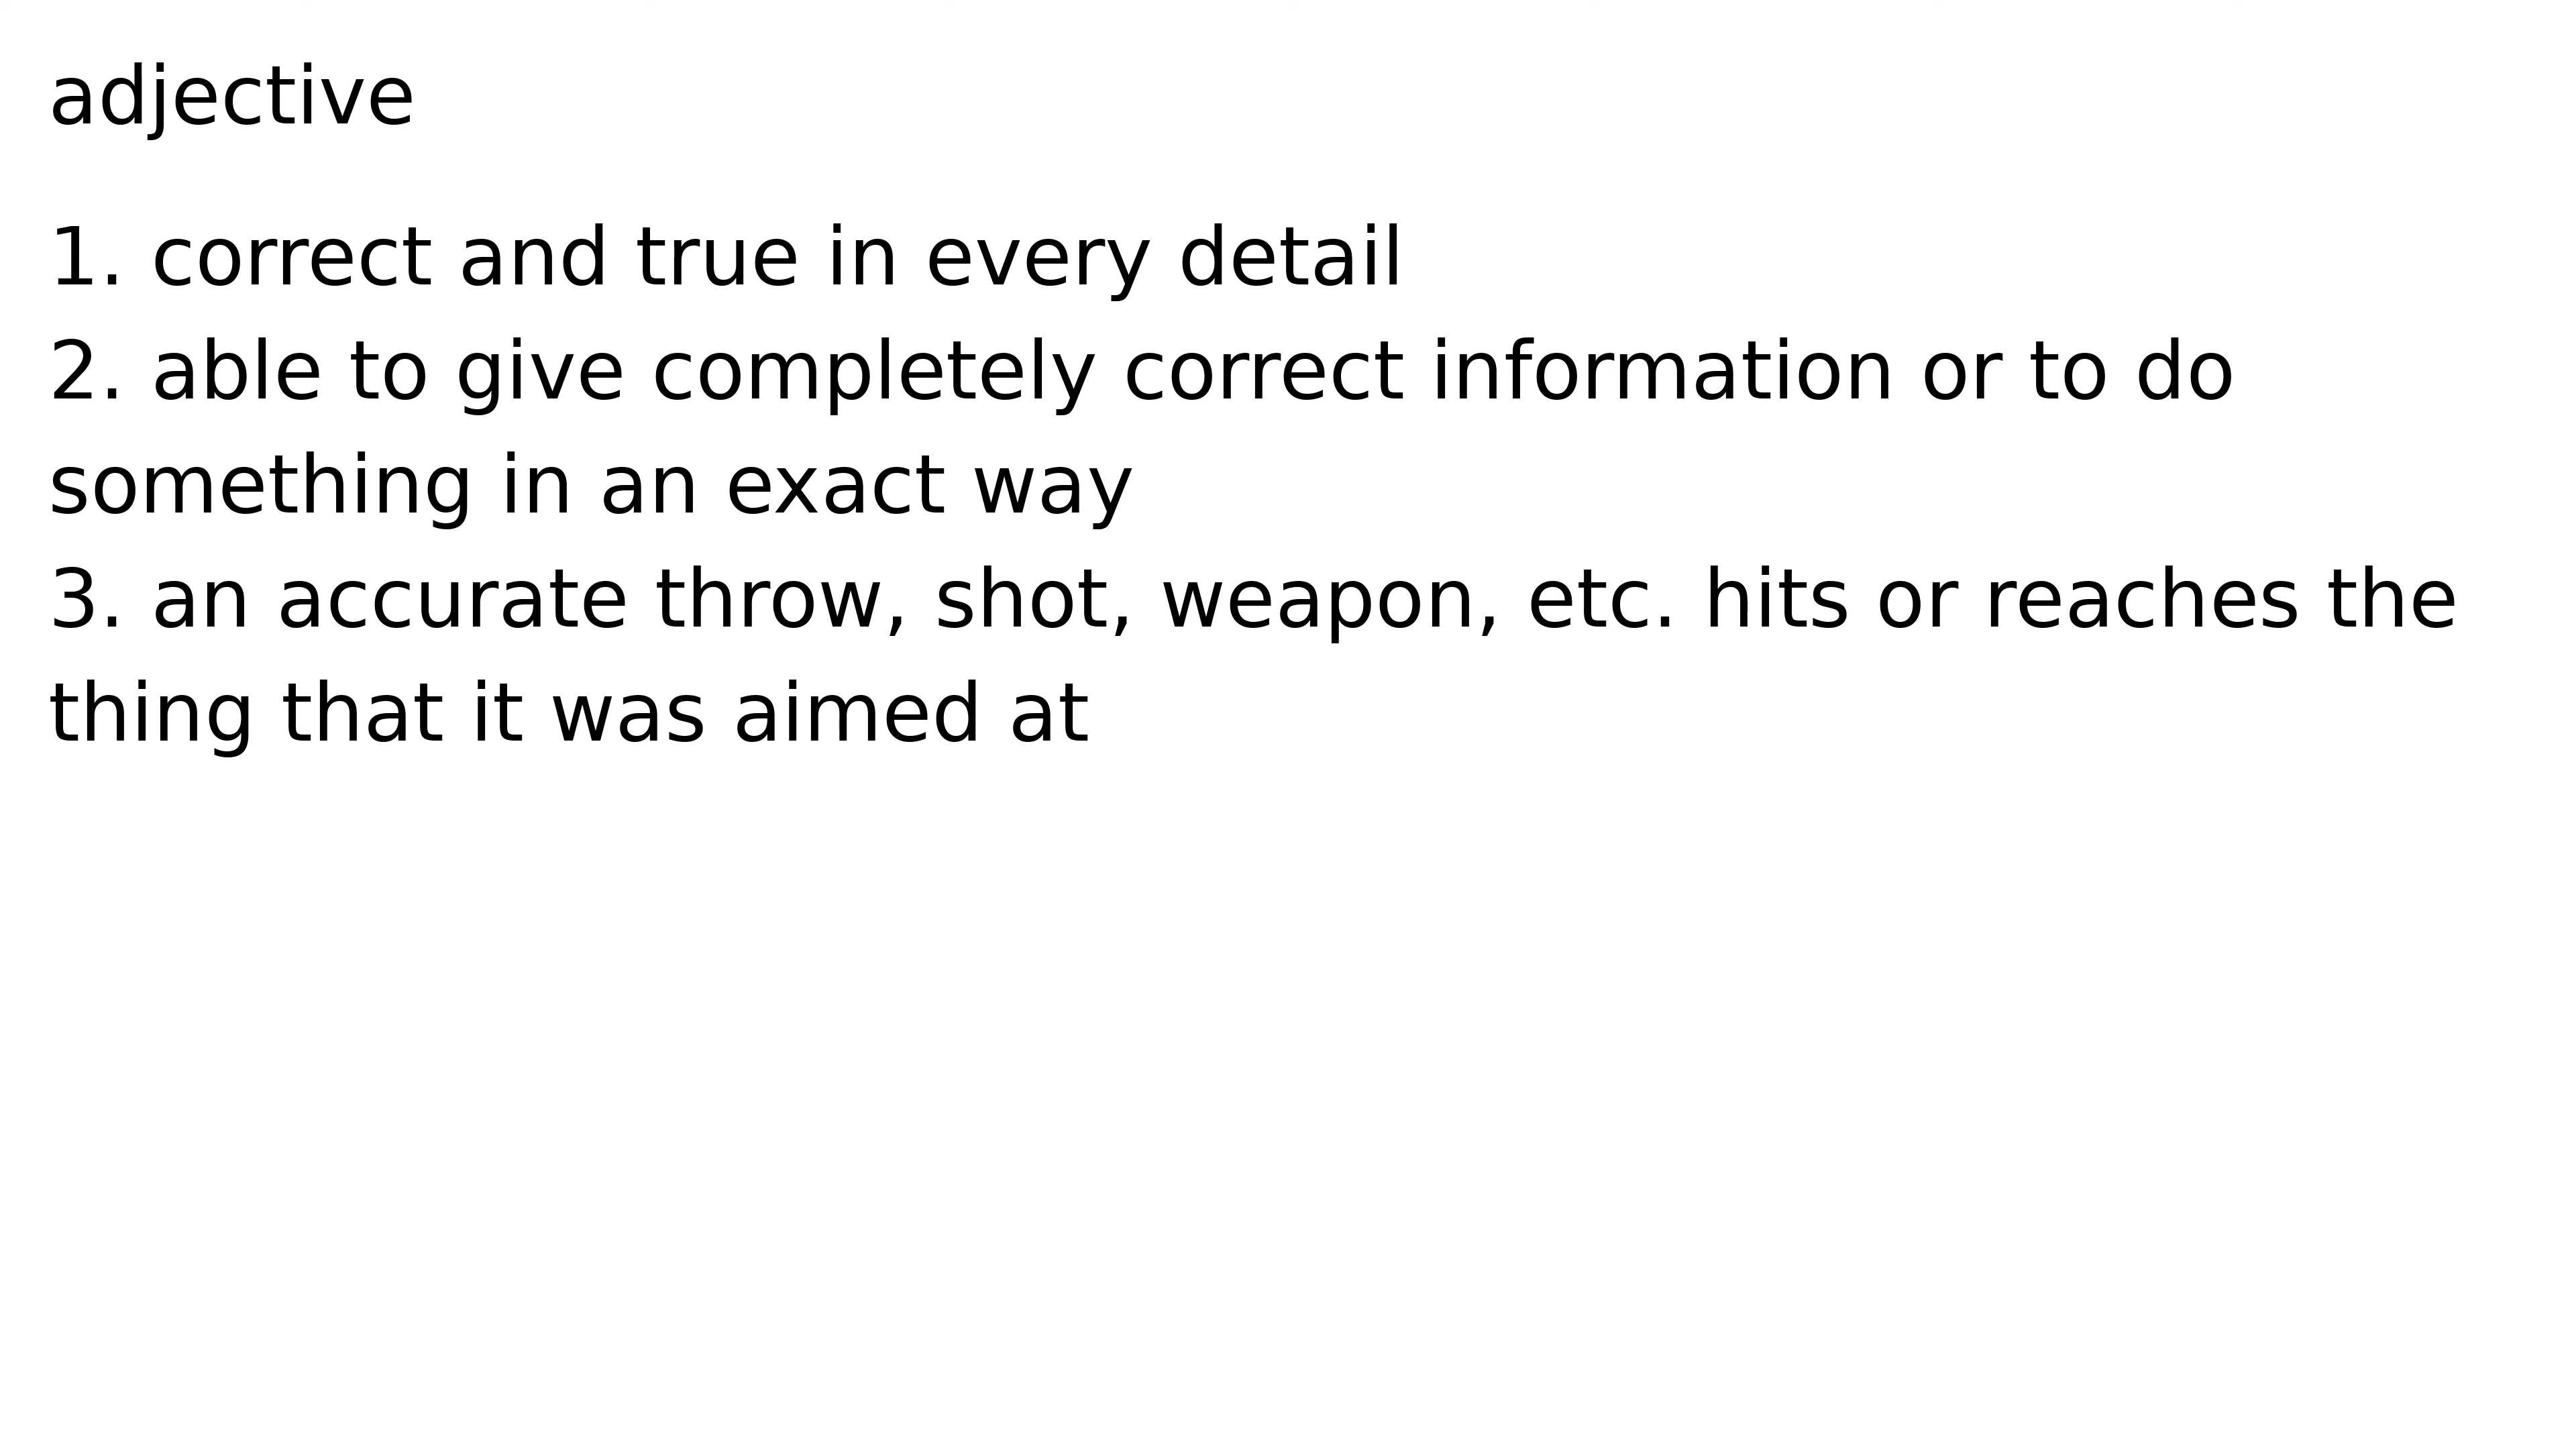 adjective
1. correct and true in every detail
2. able to give completely correct information or to do
something in an exact way
3. an accurate throw, shot, weapon, etc. hits or reaches the
thing that it was aimed at